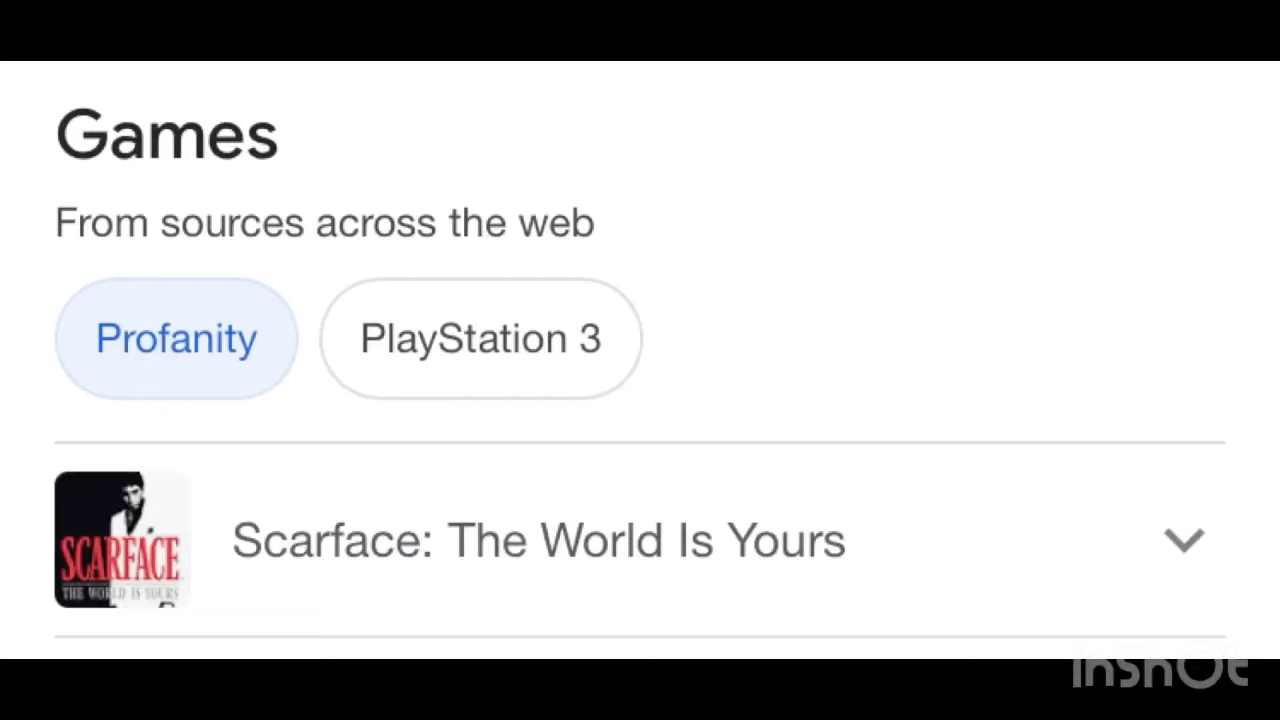 Games
From sources across the web
Profanity PlayStation 3
SCARFACE
THE WORLD IS YOURS
Scarface: The World Is Yours
InShOt